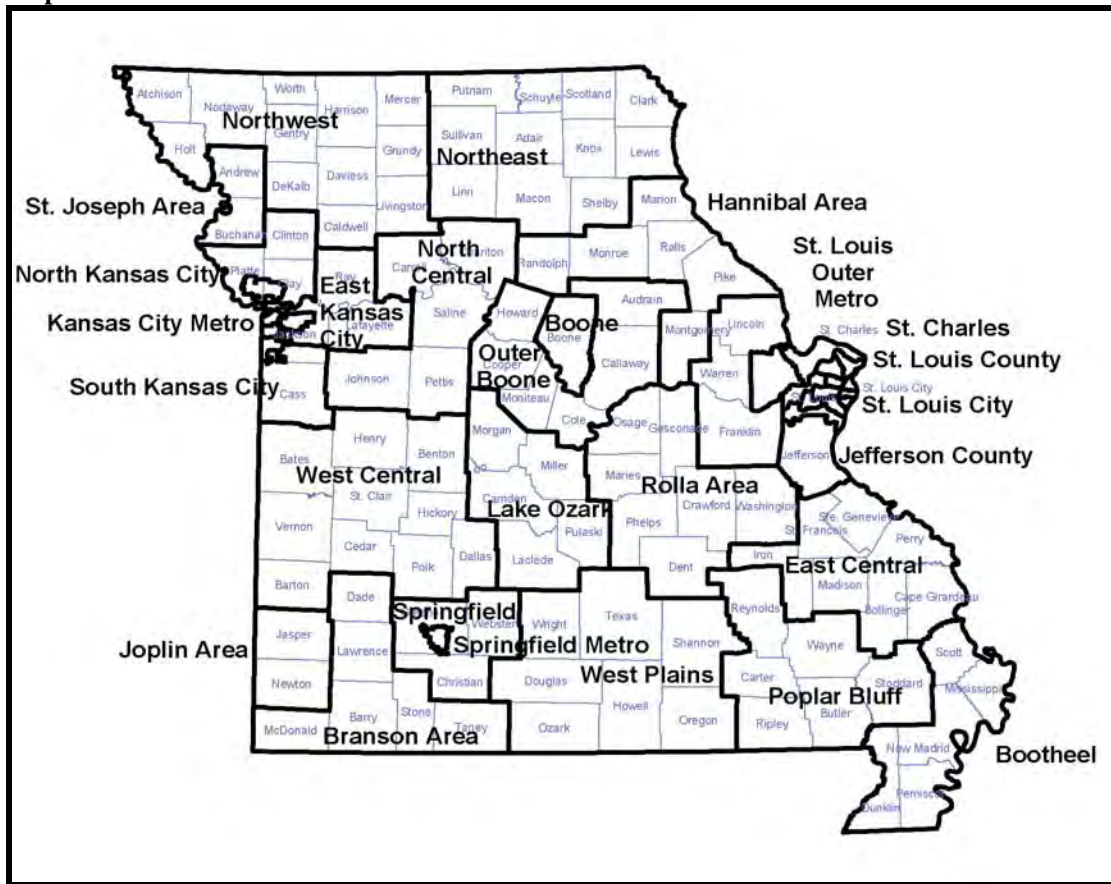 Atchison
Nodaway
Worth
Harrison
Mercer
Putnam
Schuyle
Scotland
Clark
Northwest
Gentry
Sullivan
Adair
Knox
Lewis
Holt
Grundy
Northeast
Andrew
DeKalb
Daviess
Linn
Macon
Shelby
Marion
Hannibal Area
St. Joseph Area
Livingston
Buchanan
Clinton
Caldwell
North
Central
Carroll
Randolph
Monroe
Ralls
St. Louis
Outer
Metro
North Kansas City
Platte
Clay
Ray
East
Kansas
City
Pike
Kansas City Metro
Lafayette
Saline
Howard
Boone
Boone
Audrain
Montgomery
Lincoln
St. Charles
St. Charles
St. Louis County
Outer
Boone
Cooper
Callaway
Warren
St. Louis City
St. Louis City
South Kansas City
Cass
Johnson
Pettis
Moniteau
Cole
Osage
Gasconade
Franklin
Jefferson
Jefferson County
Henry
Morgan
Bates
Benton
Miller
West Central
Maries
Rolla Area
St. Clair
Camden
Lake Ozark
Crawford
Washington
Vernon
Hickory
Pulaski
Phelps
Ste. Genevieve
St. Francois
Perry
Cedar
Polk
Dallas
Laclede
Dent
Iron
East Central
Barton
Madison
Bollinger
Cape Girardeau
Dade
Springfield
Webster
Wright
Texas
Reynolds
Jasper
Joplin Area
Lawrence
Springfield Metro
Shannon
Wayne
Scott
Newton
Christian
Douglas
West Plains
Carter
Poplar Bluff
Stoddard
Mississippi
McDonald
Barry
Stone
Taney
Branson Area
Ozark
Howell
Oregon
Ripley
Butler
New Madrid
Bootheel
Dunklin
Pemiscot